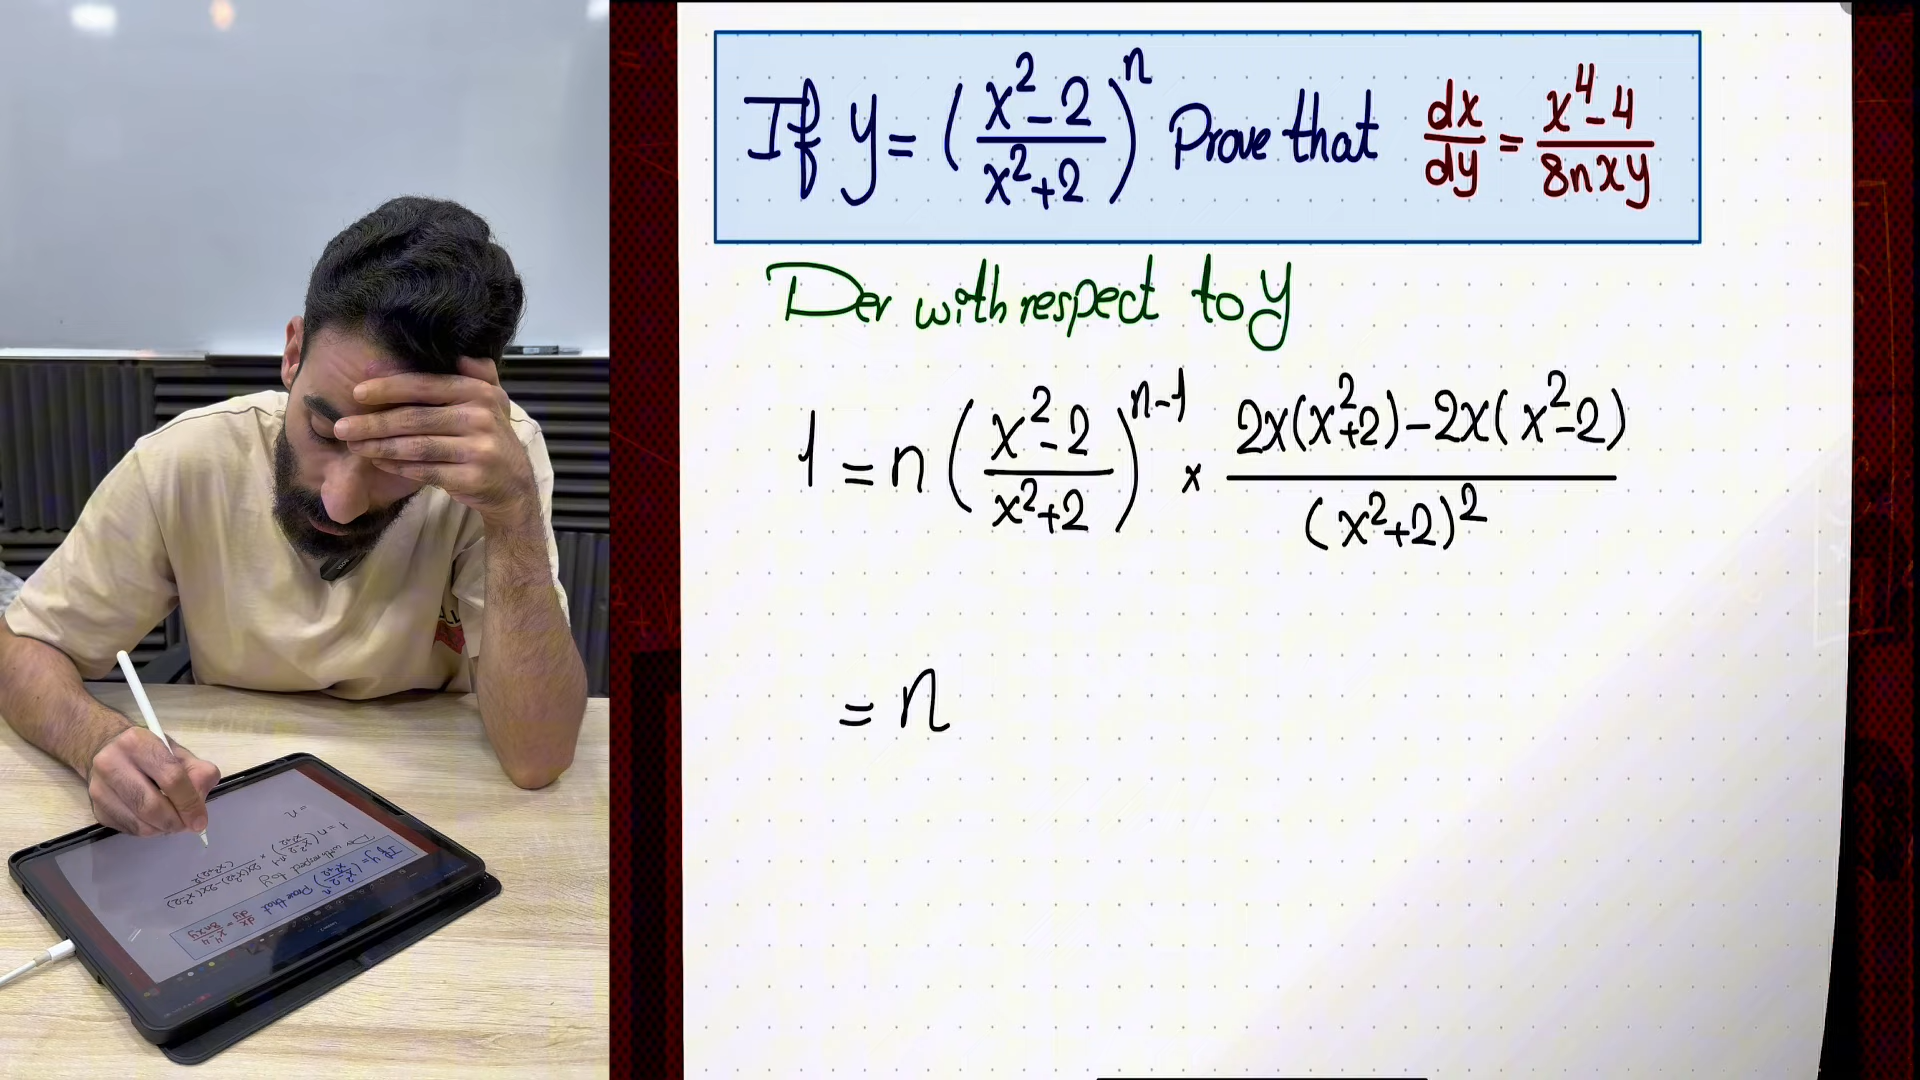 If y = (x²-2 / x²+2)ⁿ Prove that dx/dy = x⁴-4 / 8nxy
Der with respect to y
1 = n (x²-2 / x²+2)ⁿ⁻¹ × 2x(x²+2)-2x(x²-2) / (x²+2)²
= n